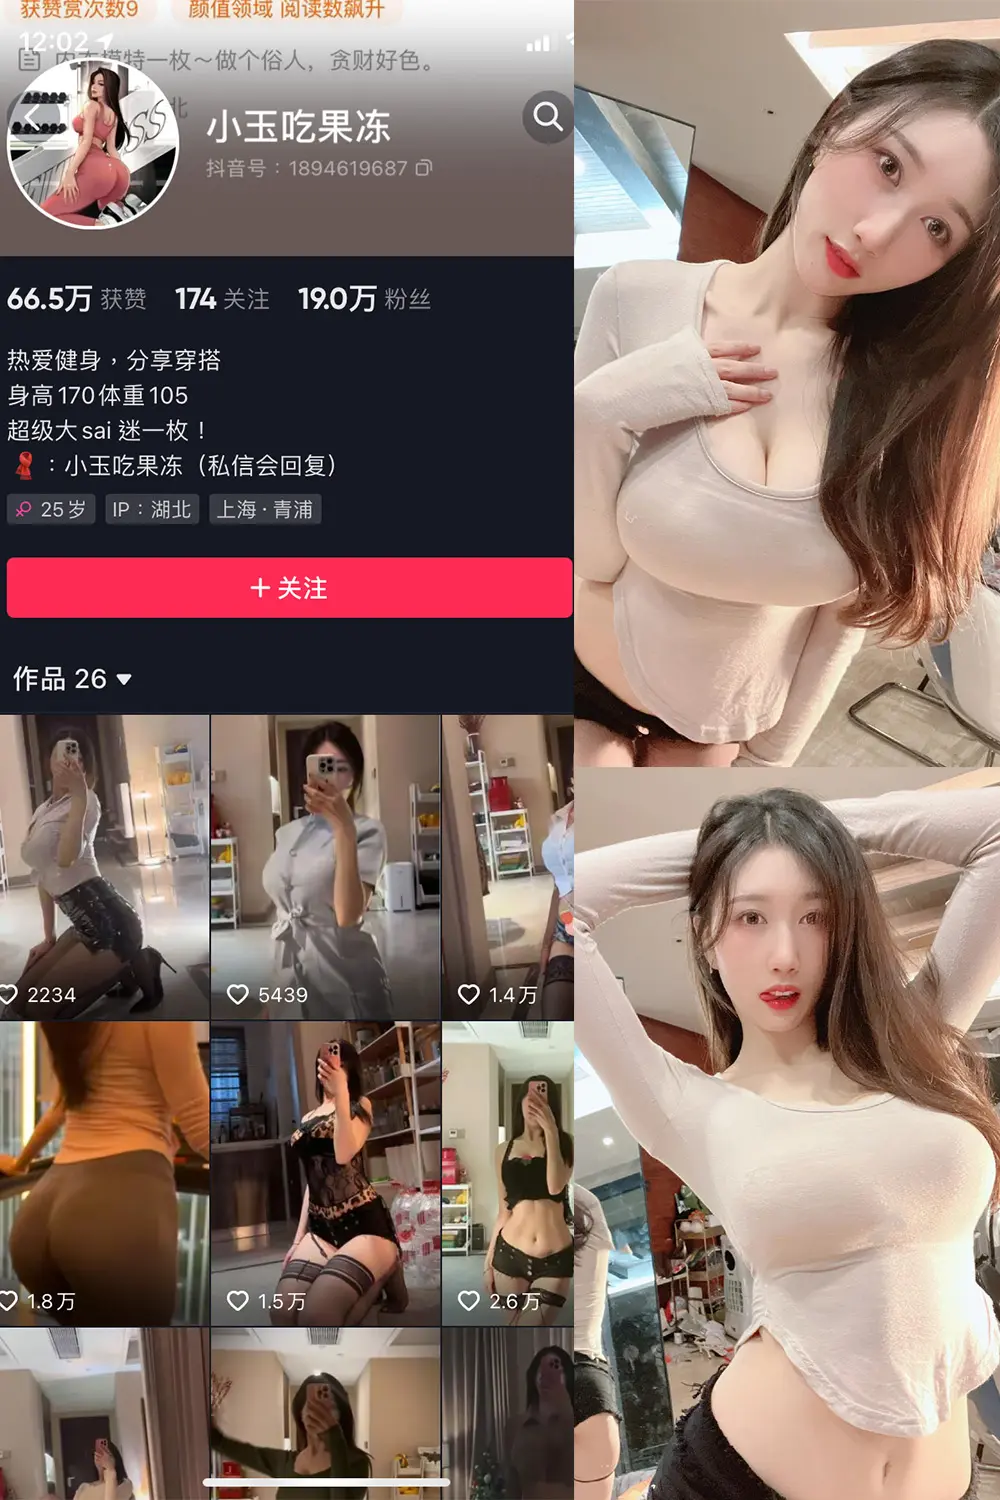 获赞赏次数9
颜值领域 阅读数飙升
12:02
内衣模特一枚～做个俗人，贪财好色。
北
小玉吃果冻
抖音号：1894619687
66.5万 获赞 174 关注 19.0万 粉丝
热爱健身，分享穿搭
身高170体重105
超级大sai 迷一枚！
：小玉吃果冻（私信会回复）
25岁 IP：湖北 上海·青浦
＋关注
作品 26
2234
5439
1.4万
1.8万
1.5万
2.6万